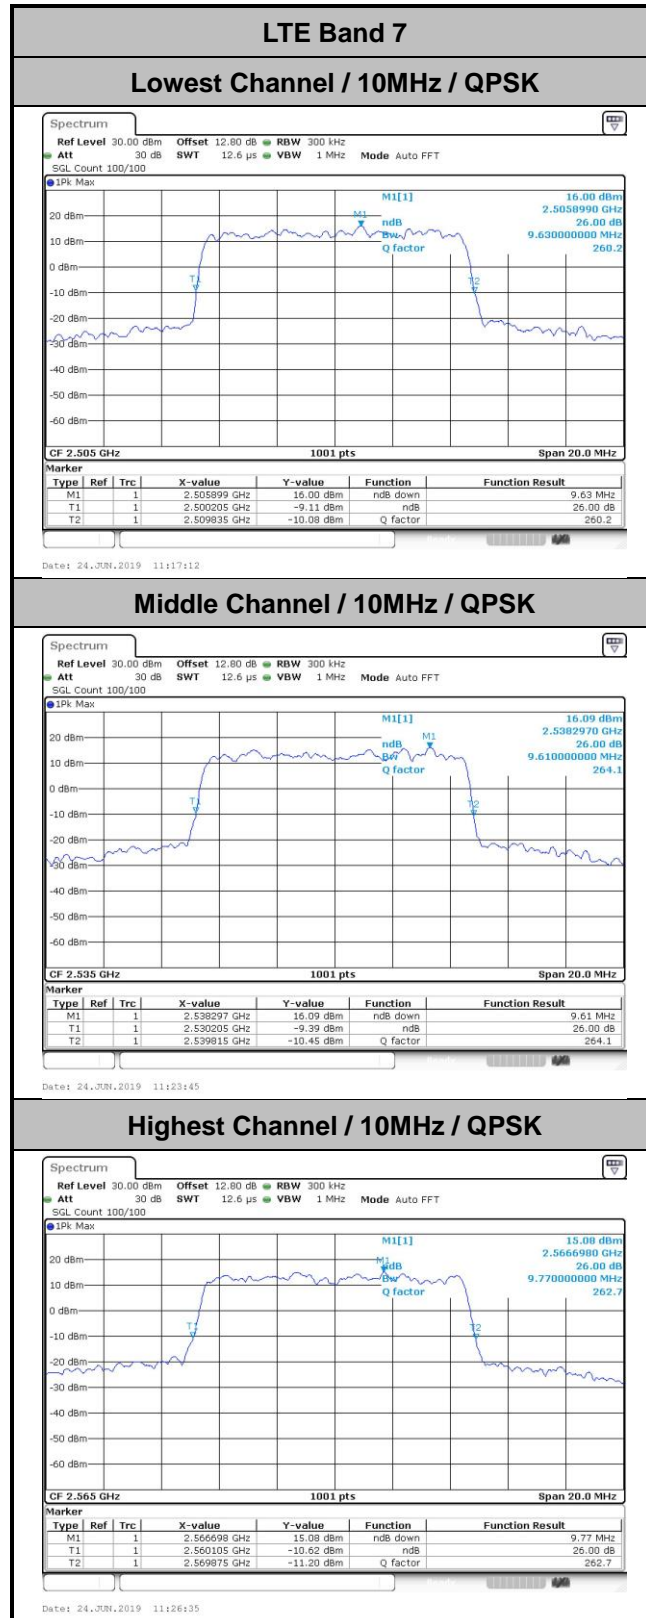 LTE Band 7
Lowest Channel / 10MHz / QPSK
Spectrum
Ref Level 30.00 dBm Offset 12.80 dB RBW 300 kHz
Att 30 dB SWT 12.6 µs VBW 1 MHz Mode Auto FFT
SGL Count 100/100
1Pk Max
M1[1] 16.00 dBm
2.5058990 GHz
20 dBm
M1
ndB 26.00 dB
10 dBm
Bw 9.630000000 MHz
Q factor 260.2
0 dBm
T1
T2
-10 dBm
-20 dBm
-30 dBm
-40 dBm
-50 dBm
-60 dBm
CF 2.505 GHz 1001 pts Span 20.0 MHz
Marker
Type Ref Trc X-value Y-value Function Function Result
M1 1 2.505899 GHz 16.00 dBm ndB down 9.63 MHz
T1 1 2.500205 GHz -9.11 dBm ndB 26.00 dB
T2 1 2.509835 GHz -10.08 dBm Q factor 260.2
Date: 24.JUN.2019 11:17:12
Middle Channel / 10MHz / QPSK
Spectrum
Ref Level 30.00 dBm Offset 12.80 dB RBW 300 kHz
Att 30 dB SWT 12.6 µs VBW 1 MHz Mode Auto FFT
SGL Count 100/100
1Pk Max
M1[1] 16.09 dBm
2.5382970 GHz
20 dBm
M1
ndB 26.00 dB
Bw 9.610000000 MHz
10 dBm
Q factor 264.1
0 dBm
T1
T2
-10 dBm
-20 dBm
-30 dBm
-40 dBm
-50 dBm
-60 dBm
CF 2.535 GHz 1001 pts Span 20.0 MHz
Marker
Type Ref Trc X-value Y-value Function Function Result
M1 1 2.538297 GHz 16.09 dBm ndB down 9.61 MHz
T1 1 2.530205 GHz -9.39 dBm ndB 26.00 dB
T2 1 2.539815 GHz -10.45 dBm Q factor 264.1
Date: 24.JUN.2019 11:23:45
Highest Channel / 10MHz / QPSK
Spectrum
Ref Level 30.00 dBm Offset 12.80 dB RBW 300 kHz
Att 30 dB SWT 12.6 µs VBW 1 MHz Mode Auto FFT
SGL Count 100/100
1Pk Max
M1[1] 15.08 dBm
2.5666980 GHz
20 dBm
M1
ndB 26.00 dB
Bw 9.770000000 MHz
10 dBm
Q factor 262.7
0 dBm
T1
T2
-10 dBm
-20 dBm
-30 dBm
-40 dBm
-50 dBm
-60 dBm
CF 2.565 GHz 1001 pts Span 20.0 MHz
Marker
Type Ref Trc X-value Y-value Function Function Result
M1 1 2.566698 GHz 15.08 dBm ndB down 9.77 MHz
T1 1 2.560105 GHz -10.62 dBm ndB 26.00 dB
T2 1 2.569875 GHz -11.20 dBm Q factor 262.7
Date: 24.JUN.2019 11:26:35